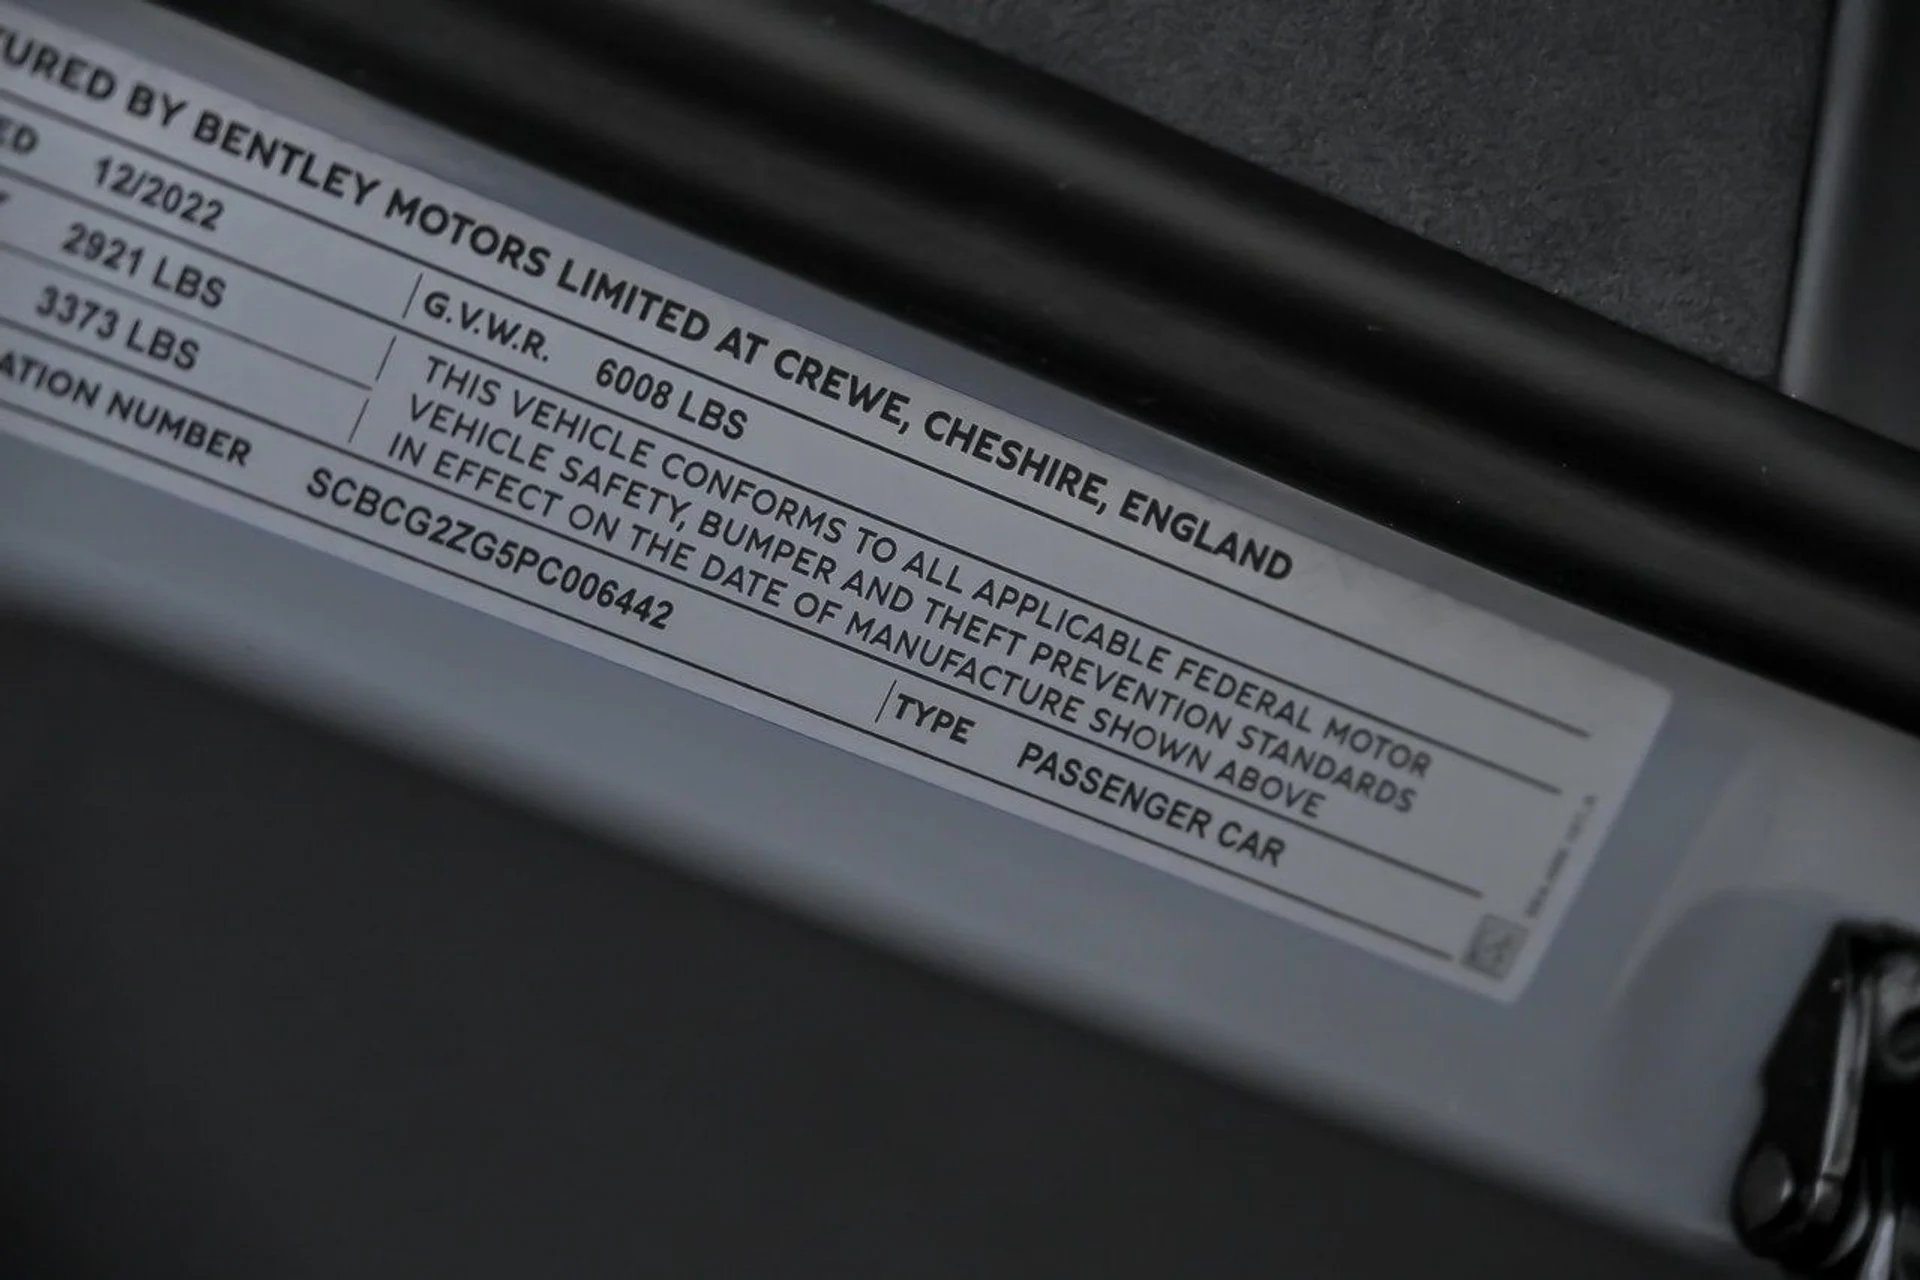 TURED BY BENTLEY MOTORS LIMITED AT CREWE, CHESHIRE, ENGLAND
ED 12/2022 G.V.W.R. 6008 LBS
Y 2921 LBS
3373 LBS
THIS VEHICLE CONFORMS TO ALL APPLICABLE FEDERAL MOTOR
VEHICLE SAFETY, BUMPER AND THEFT PREVENTION STANDARDS
IN EFFECT ON THE DATE OF MANUFACTURE SHOWN ABOVE
ATION NUMBER SCBCG2ZG5PC006442 TYPE PASSENGER CAR